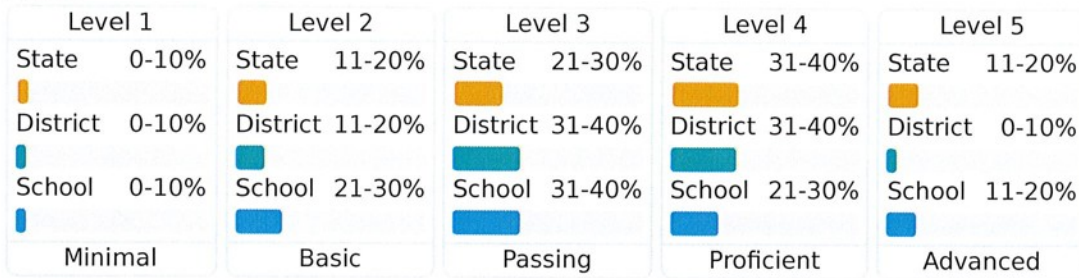 Level 1
State 0-10%
District 0-10%
School 0-10%
Minimal
Level 2
State 11-20%
District 11-20%
School 21-30%
Basic
Level 3
State 21-30%
District 31-40%
School 31-40%
Passing
Level 4
State 31-40%
District 31-40%
School 21-30%
Proficient
Level 5
State 11-20%
District 0-10%
School 11-20%
Advanced